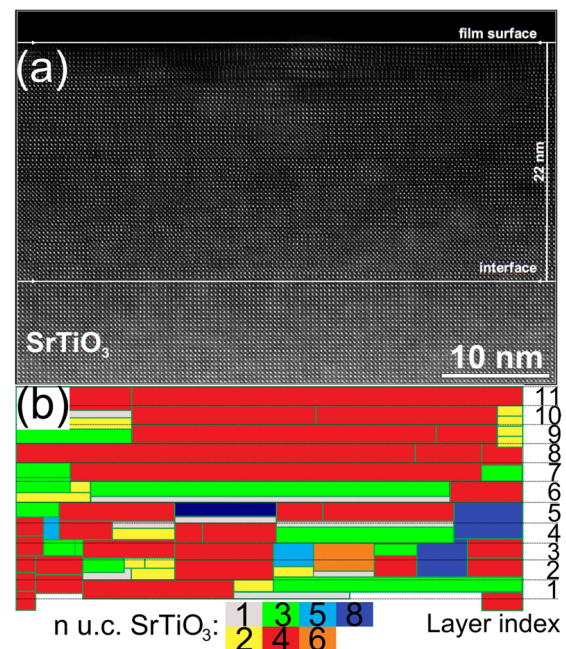 film surface
(a)
22 nm
interface
SrTiO₃
10 nm
(b)
11
10
9
8
7
6
5
4
3
2
1
n u.c. SrTiO₃: 1 3 5 8
2 4 6
Layer index